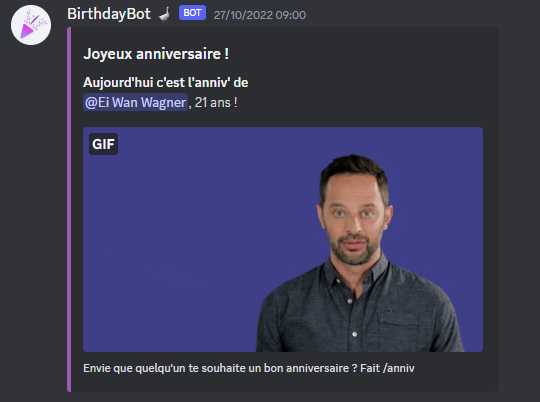 BirthdayBot BOT 27/10/2022 09:00
Joyeux anniversaire !
Aujourd'hui c'est l'anniv' de
@Ei Wan Wagner, 21 ans !
GIF
Envie que quelqu'un te souhaite un bon anniversaire ? Fait /anniv